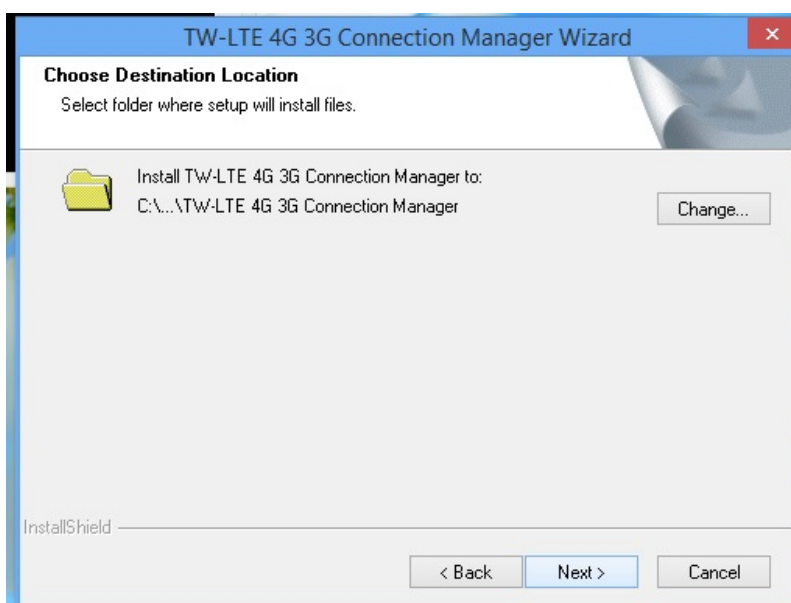 TW-LTE 4G 3G Connection Manager Wizard
Choose Destination Location
Select folder where setup will install files.
Install TW-LTE 4G 3G Connection Manager to:
C:\...\TW-LTE 4G 3G Connection Manager
Change...
InstallShield
< Back
Next >
Cancel